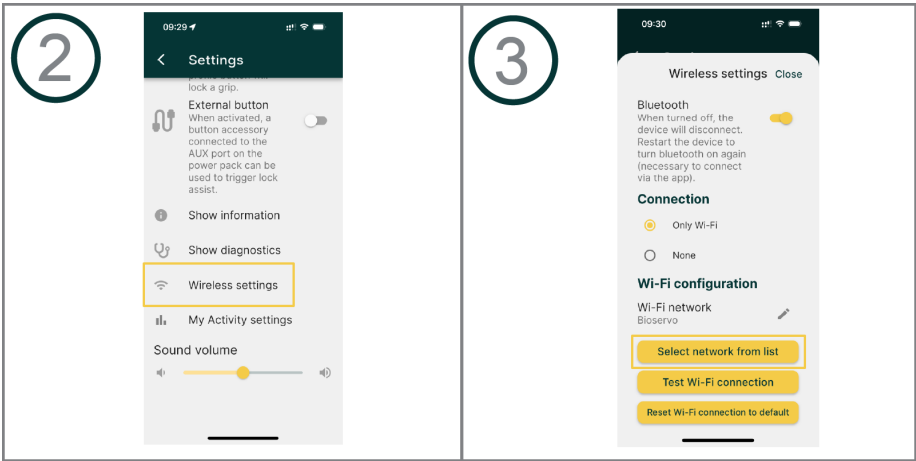 2
09:29
Settings
lock a grip.
External button
When activated, a
button accessory
connected to the
AUX port on the
power pack can be
used to trigger lock
assist.
Show information
Show diagnostics
Wireless settings
My Activity settings
Sound volume
3
09:30
Wireless settings Close
Bluetooth
When turned off, the
device will disconnect.
Restart the device to
turn bluetooth on again
(necessary to connect
via the app).
Connection
Only Wi-Fi
None
Wi-Fi configuration
Wi-Fi network
Bioservo
Select network from list
Test Wi-Fi connection
Reset Wi-Fi connection to default